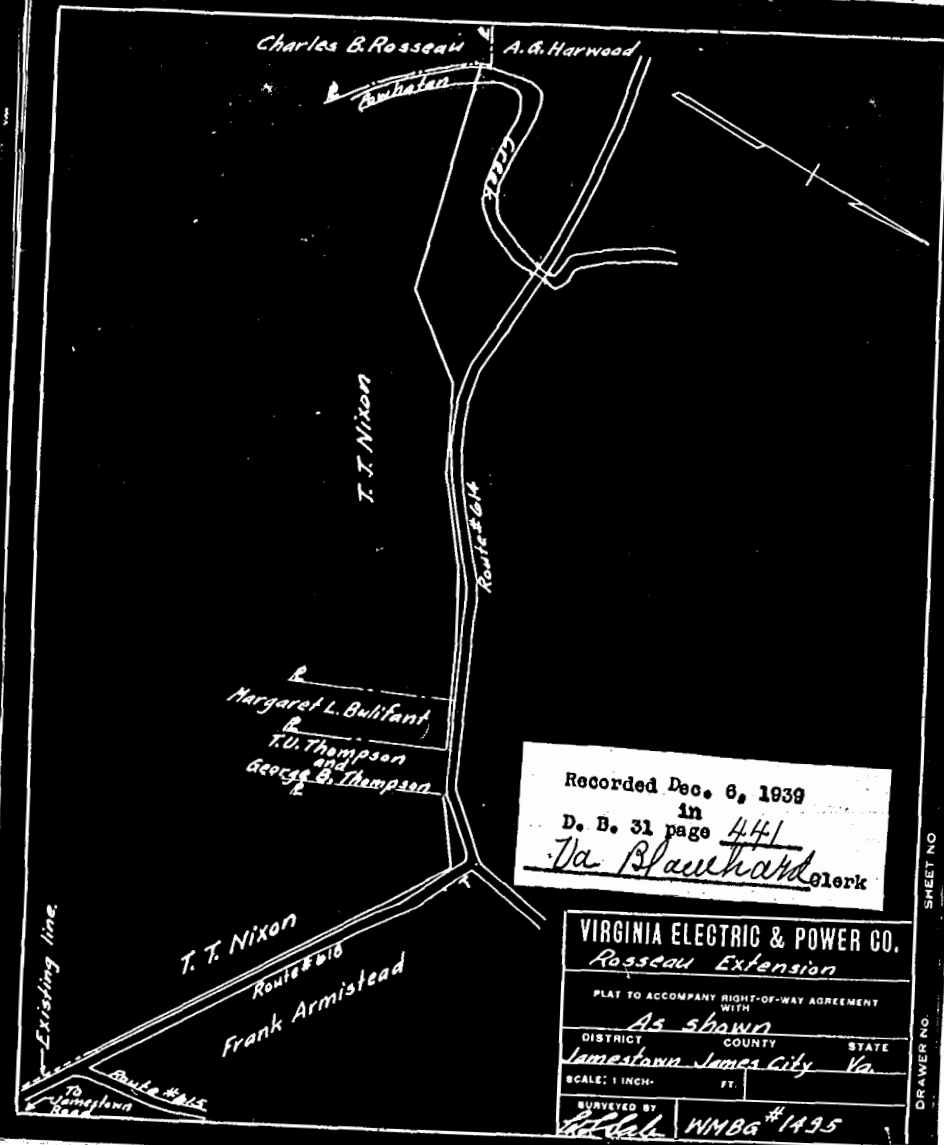 Charles B. Rosseau
A. G. Harwood
Powhatan
Creek
T. J. Nixon
Route #614
Margaret L. Bulifant
T.U. Thompson
and
George B. Thompson
Recorded Dec. 6, 1939
in
D. B. 31 page 441
Va Blanchard Clerk
T. T. Nixon
Route #618
Frank Armistead
Existing line.
Route #615
To
Jamestown
Road
VIRGINIA ELECTRIC & POWER CO.
Rosseau Extension
PLAT TO ACCOMPANY RIGHT-OF-WAY AGREEMENT
WITH
As shown
DISTRICT COUNTY STATE
Jamestown James City Va.
SCALE: 1 INCH- FT.
SURVEYED BY
WMBG #1495
DRAWER NO. SHEET NO